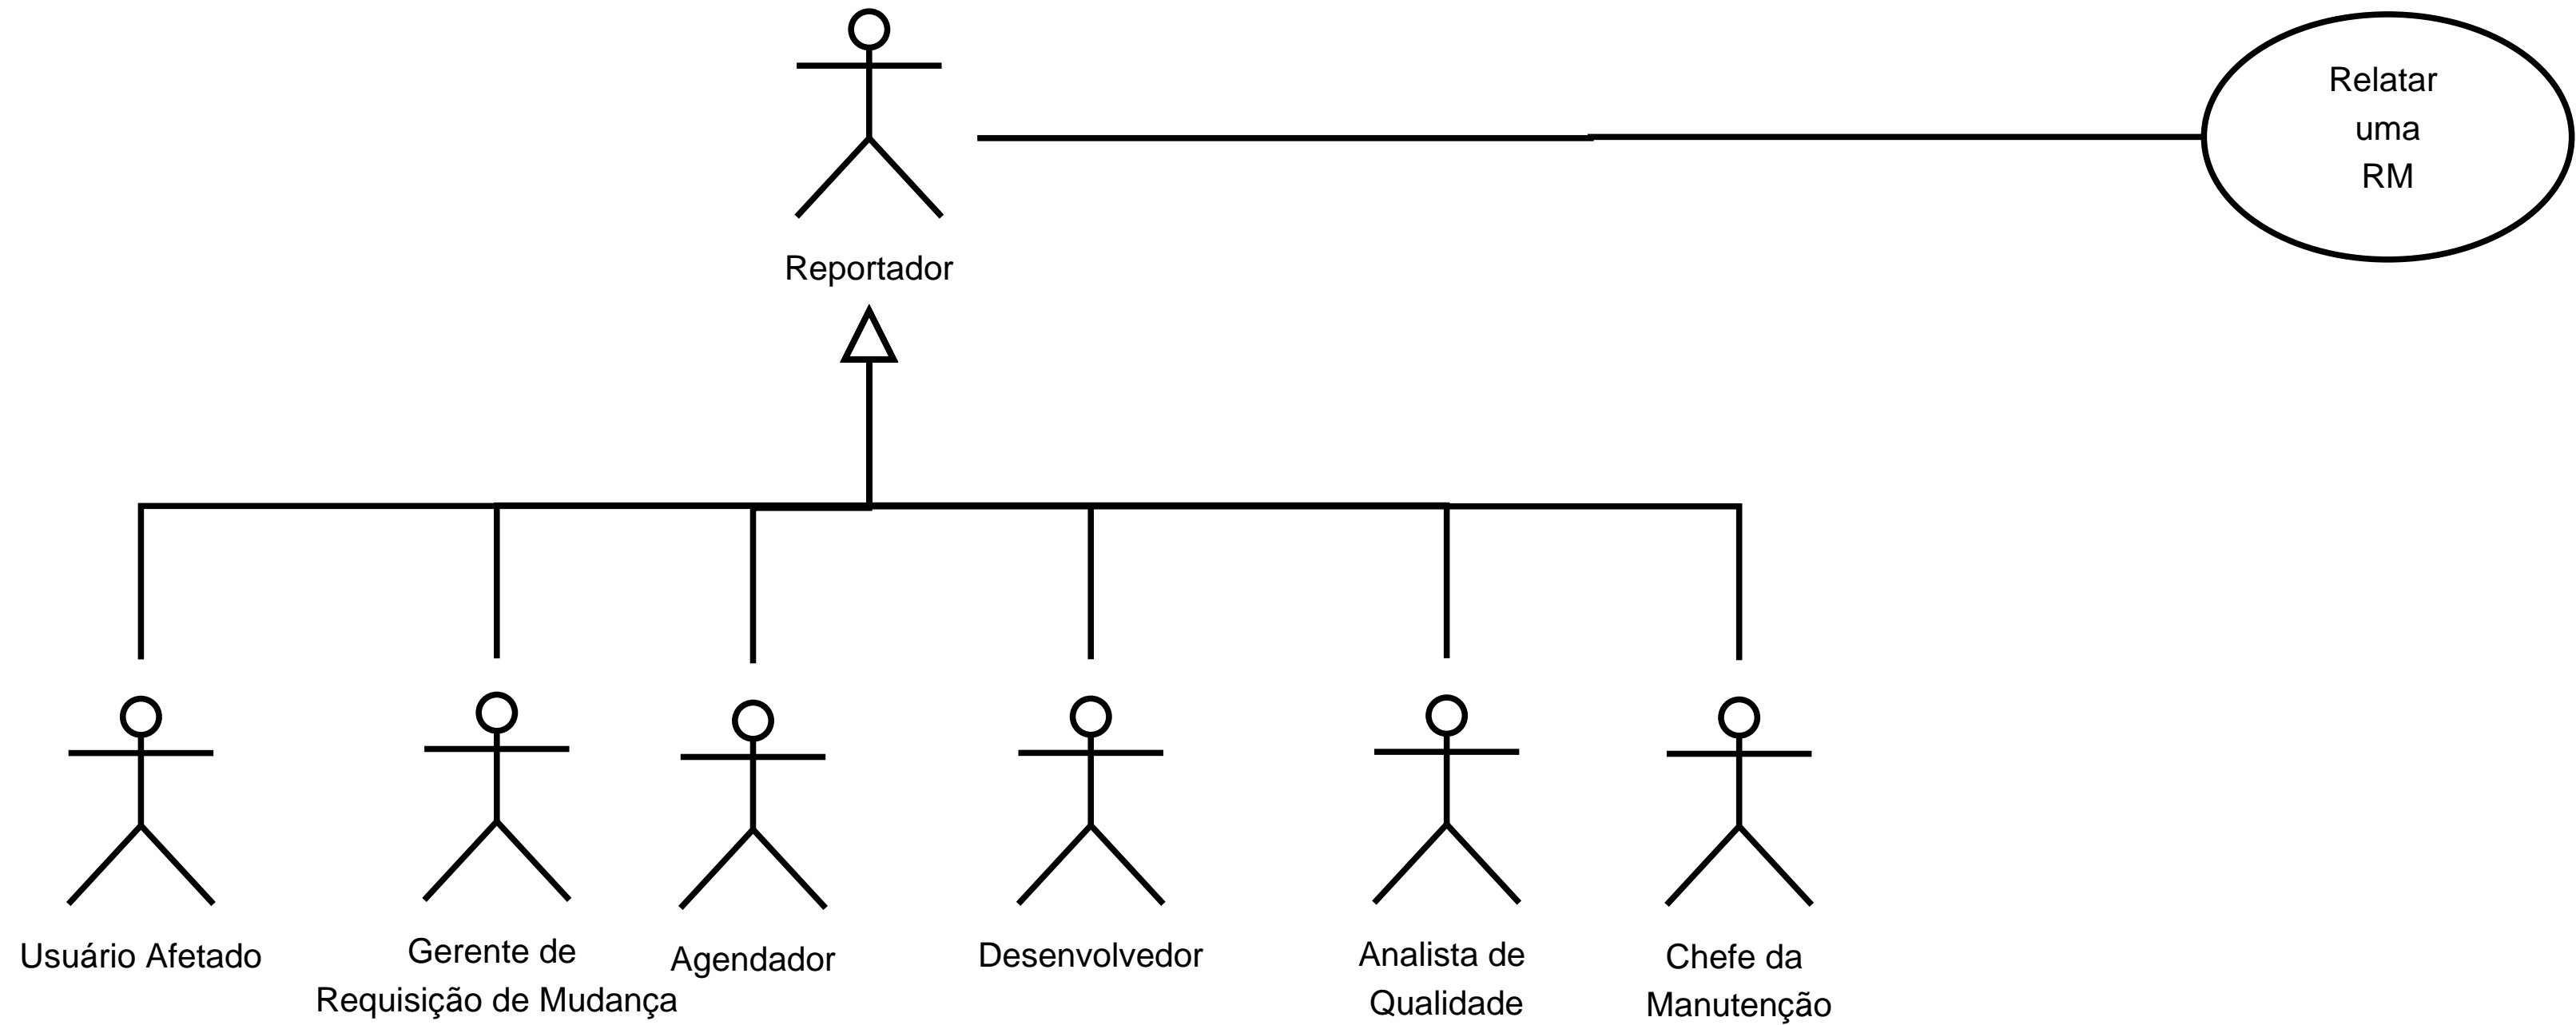 Relatar
uma
RM
Reportador
Usuário Afetado
Gerente de
Requisição de Mudança
Agendador
Desenvolvedor
Analista de
Qualidade
Chefe da
Manutenção